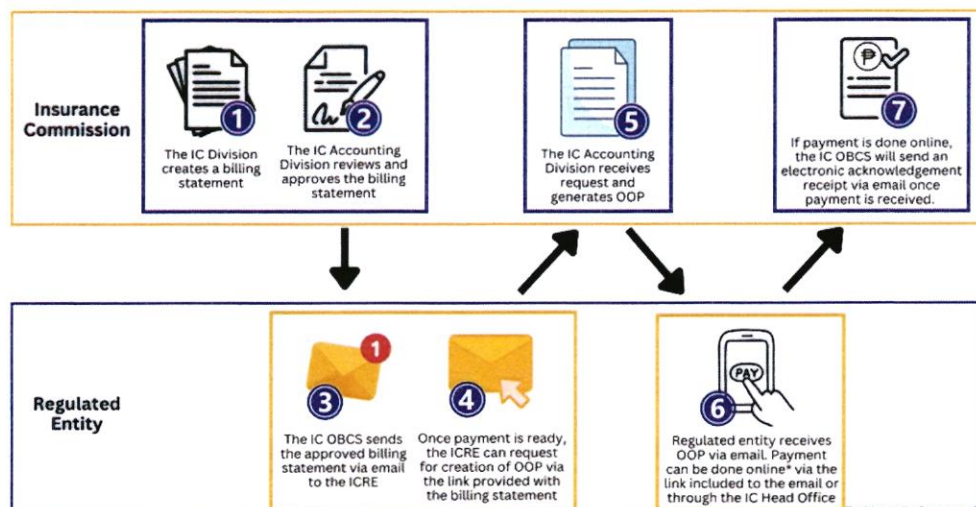 Insurance
Commission
1
The IC Division
creates a billing
statement
2
The IC Accounting
Division reviews and
approves the billing
statement
5
The IC Accounting
Division receives
request and
generates OOP
₱
7
If payment is done online,
the IC OBCS will send an
electronic acknowledgement
receipt via email once
payment is received.
Regulated
Entity
1
3
The IC OBCS sends
the approved billing
statement via email
to the ICRE
4
Once payment is ready,
the ICRE can request
for creation of OOP via
the link provided with
the billing statement
PAY
6
Regulated entity receives
OOP via email. Payment
can be done online* via the
link included to the email or
through the IC Head Office